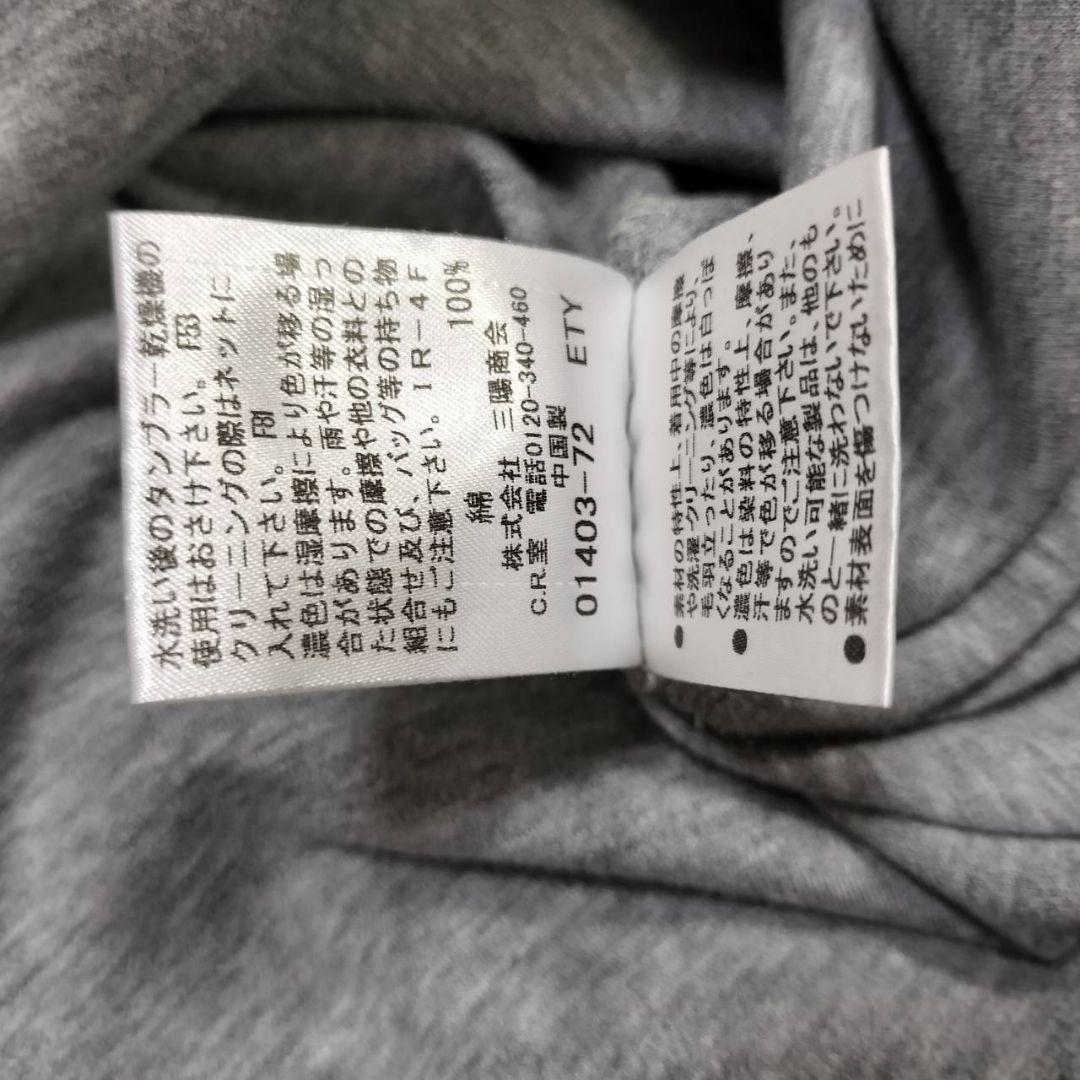 水洗い後のタンブラー乾燥機の
使用はおさけ下さい。 FB3
クリーニングの際はネットに
入れて下さい。 FB1
濃色は湿摩擦により色が移る場
合があります。雨や汗等の湿っ
た状態での摩擦や他の衣料との
組合せ及び、バッグ等の持ち物
にもご注意下さい。 IR-4F
綿 100%
株式会社 三陽商会
C.R.室 電話0120-340-460
中国製
01403-72 ETY
● 素材の特性上、着用中の摩擦
や洗濯・クリーニング等により、
毛羽立ったり、濃色は白っぽ
くなることがあります。
● 濃色は染料の特性上、摩擦、
汗等で色が移る場合があり
ますのでご注意下さい。また、
水洗い可能な製品は、他のも
のと一緒に洗わないで下さい。
● 素材表面を傷つけないために